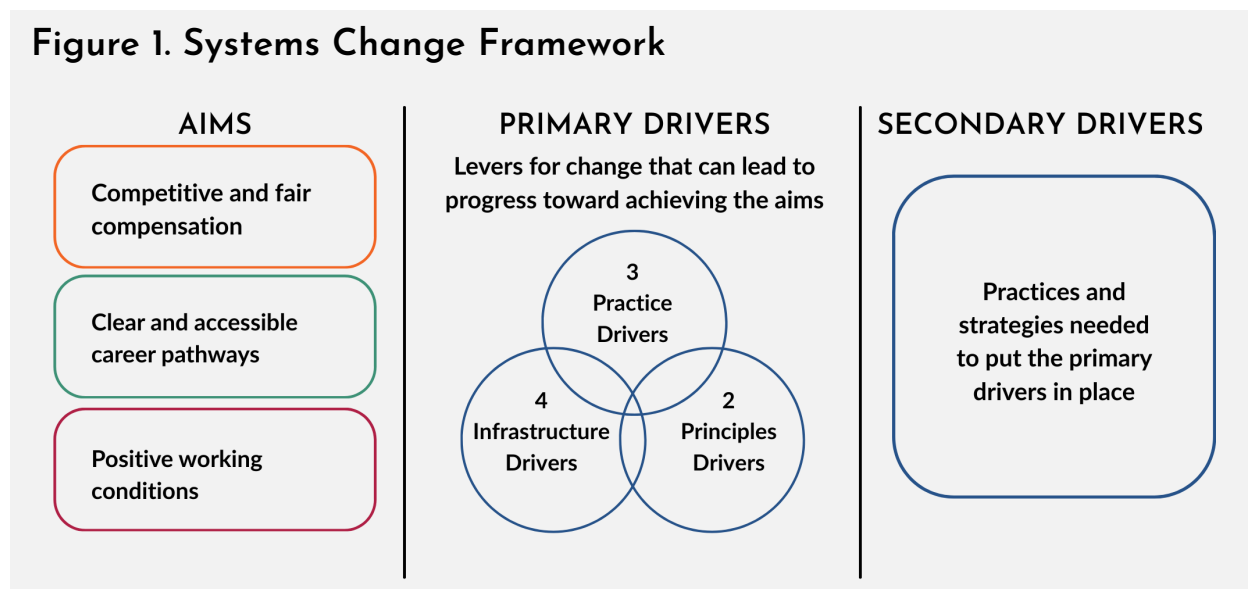 Figure 1. Systems Change Framework
AIMS
Competitive and fair
compensation
Clear and accessible
career pathways
Positive working
conditions
PRIMARY DRIVERS
Levers for change that can lead to
progress toward achieving the aims
3
Practice
Drivers
4
Infrastructure
Drivers
2
Principles
Drivers
SECONDARY DRIVERS
Practices and
strategies needed
to put the primary
drivers in place